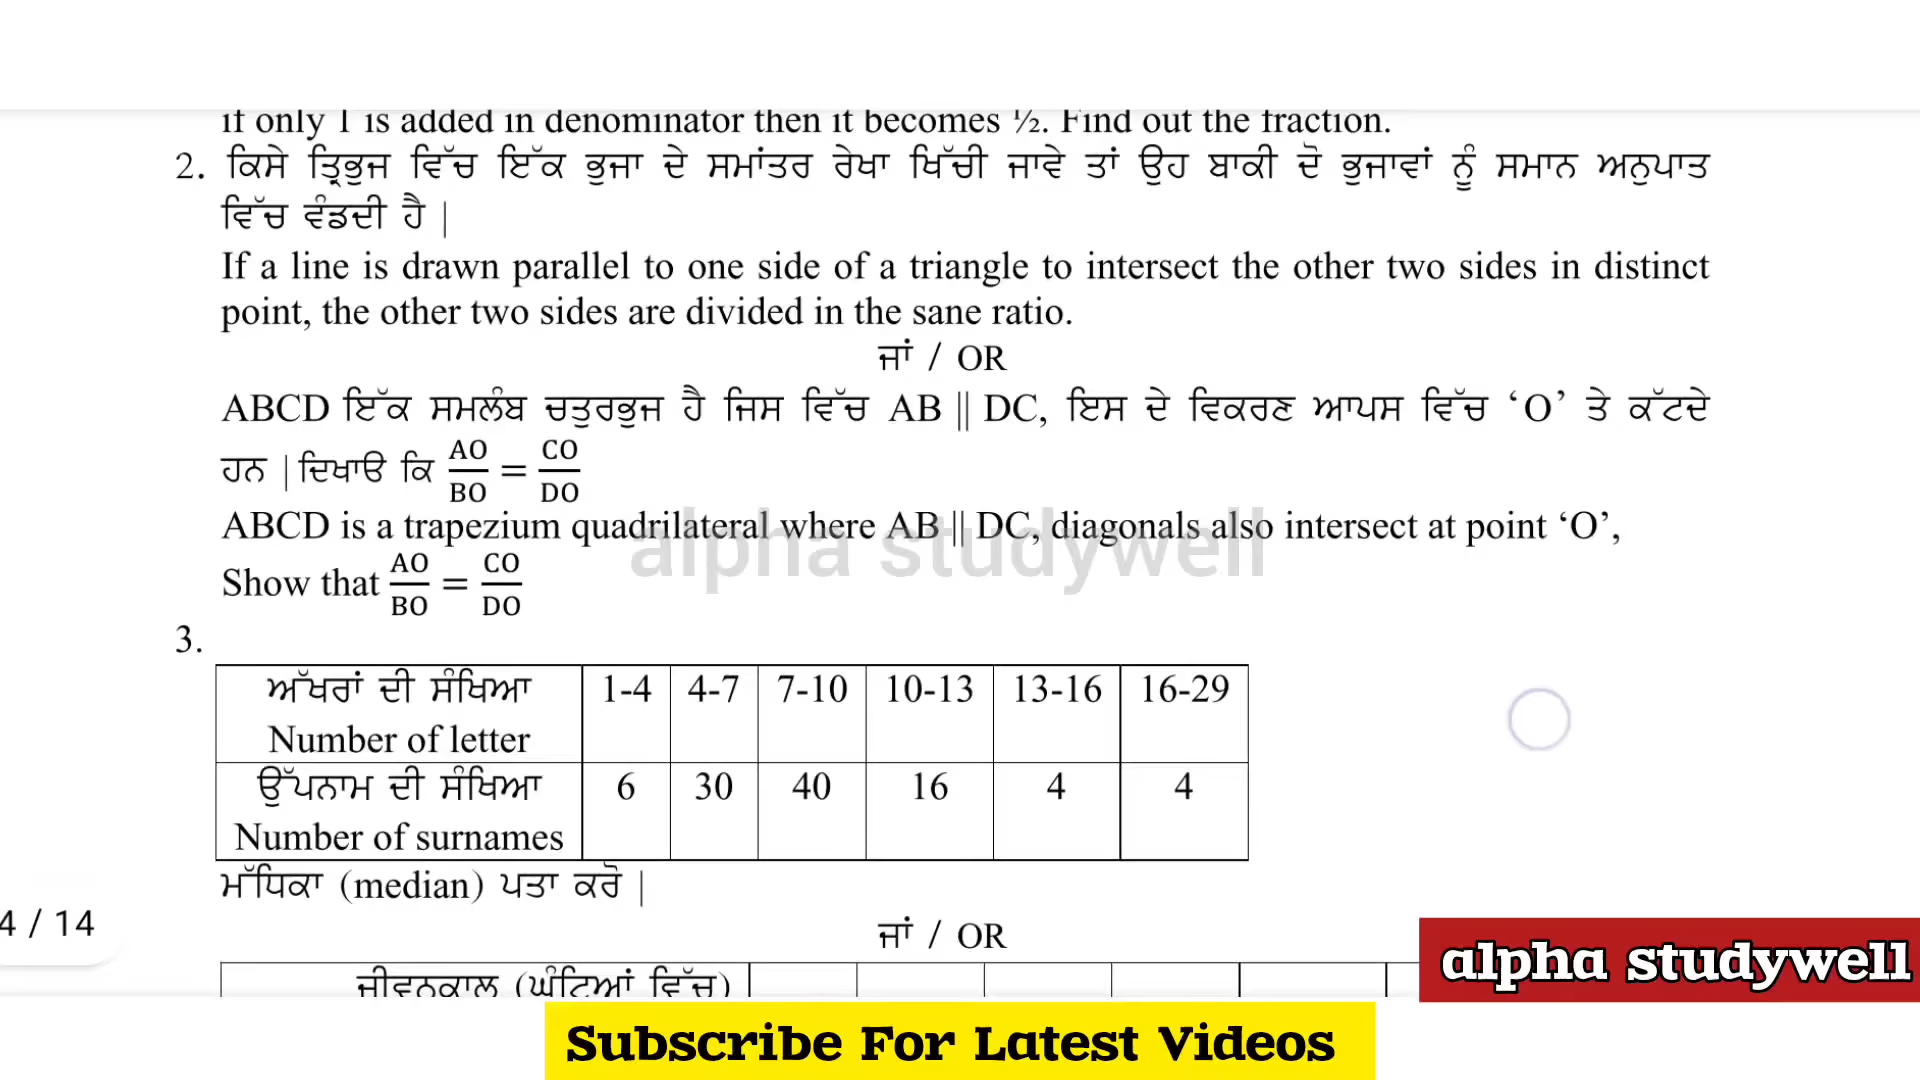 if only 1 is added in denominator then it becomes ½. Find out the fraction.
2. ਕਿਸੇ ਤ੍ਰਿਭੁਜ ਵਿੱਚ ਇੱਕ ਭੁਜਾ ਦੇ ਸਮਾਂਤਰ ਰੇਖਾ ਖਿੱਚੀ ਜਾਵੇ ਤਾਂ ਉਹ ਬਾਕੀ ਦੋ ਭੁਜਾਵਾਂ ਨੂੰ ਸਮਾਨ ਅਨੁਪਾਤ
ਵਿੱਚ ਵੰਡਦੀ ਹੈ |
If a line is drawn parallel to one side of a triangle to intersect the other two sides in distinct
point, the other two sides are divided in the sane ratio.
ਜਾਂ / OR
ABCD ਇੱਕ ਸਮਲੰਬ ਚਤੁਰਭੁਜ ਹੈ ਜਿਸ ਵਿੱਚ AB || DC, ਇਸ ਦੇ ਵਿਕਰਣ ਆਪਸ ਵਿੱਚ ‘O’ ਤੇ ਕੱਟਦੇ
ਹਨ | ਦਿਖਾਓ ਕਿ AO/BO = CO/DO
ABCD is a trapezium quadrilateral where AB || DC, diagonals also intersect at point ‘O’,
Show that AO/BO = CO/DO
alpha studywell
3.
ਅੱਖਰਾਂ ਦੀ ਸੰਖਿਆ 1-4 4-7 7-10 10-13 13-16 16-29
Number of letter
ਉੱਪਨਾਮ ਦੀ ਸੰਖਿਆ 6 30 40 16 4 4
Number of surnames
ਮੱਧਿਕਾ (median) ਪਤਾ ਕਰੋ |
4 / 14
ਜਾਂ / OR
ਜੀਵਨਕਾਲ (ਘੰਟਿਆਂ ਵਿੱਚ)
alpha studywell
Subscribe For Latest Videos